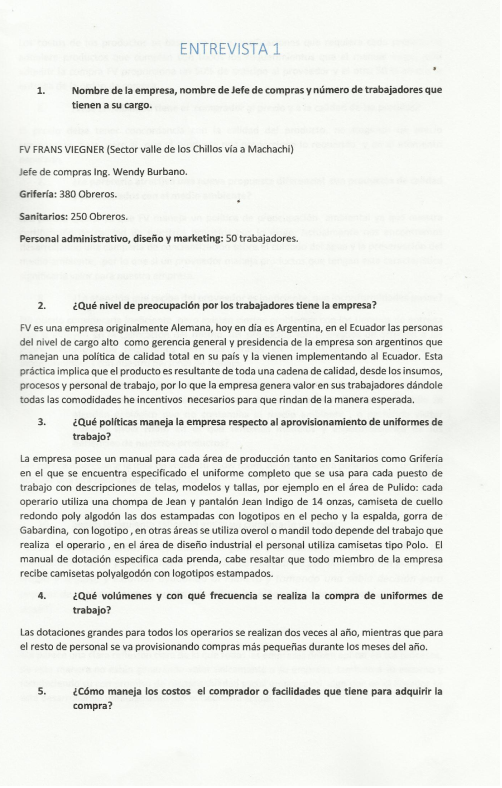 ENTREVISTA 1
1. Nombre de la empresa, nombre de Jefe de compras y número de trabajadores que
tienen a su cargo.
FV FRANS VIEGNER (Sector valle de los Chillos vía a Machachi)
Jefe de compras Ing. Wendy Burbano.
Grifería: 380 Obreros.
Sanitarios: 250 Obreros.
Personal administrativo, diseño y marketing: 50 trabajadores.
2. ¿Qué nivel de preocupación por los trabajadores tiene la empresa?
FV es una empresa originalmente Alemana, hoy en día es Argentina, en el Ecuador las personas
del nivel de cargo alto como gerencia general y presidencia de la empresa son argentinos que
manejan una política de calidad total en su país y la vienen implementando al Ecuador. Esta
práctica implica que el producto es resultante de toda una cadena de calidad, desde los insumos,
procesos y personal de trabajo, por lo que la empresa genera valor en sus trabajadores dándole
todas las comodidades he incentivos necesarios para que rindan de la manera esperada.
3. ¿Qué políticas maneja la empresa respecto al aprovisionamiento de uniformes de
trabajo?
La empresa posee un manual para cada área de producción tanto en Sanitarios como Grifería
en el que se encuentra especificado el uniforme completo que se usa para cada puesto de
trabajo con descripciones de telas, modelos y tallas, por ejemplo en el área de Pulido: cada
operario utiliza una chompa de Jean y pantalón Jean Indigo de 14 onzas, camiseta de cuello
redondo poly algodón las dos estampadas con logotipos en el pecho y la espalda, gorra de
Gabardina, con logotipo , en otras áreas se utiliza overol o mandil todo depende del trabajo que
realiza el operario , en el área de diseño industrial el personal utiliza camisetas tipo Polo. El
manual de dotación especifica cada prenda, cabe resaltar que todo miembro de la empresa
recibe camisetas polyalgodón con logotipos estampados.
4. ¿Qué volúmenes y con qué frecuencia se realiza la compra de uniformes de
trabajo?
Las dotaciones grandes para todos los operarios se realizan dos veces al año, mientras que para
el resto de personal se va provisionando compras más pequeñas durante los meses del año.
5. ¿Cómo maneja los costos el comprador o facilidades que tiene para adquirir la
compra?